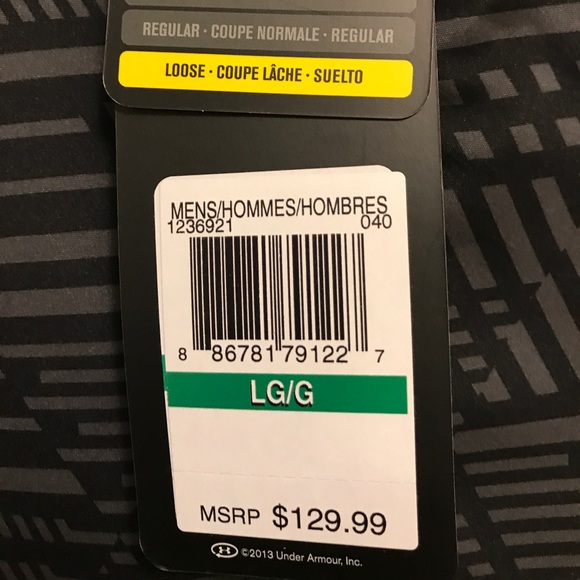 REGULAR · COUPE NORMALE · REGULAR
LOOSE · COUPE LÂCHE · SUELTO
MENS/HOMMES/HOMBRES
1236921 040
8 86781 79122 7
LG/G
MSRP $129.99
©2013 Under Armour, Inc.